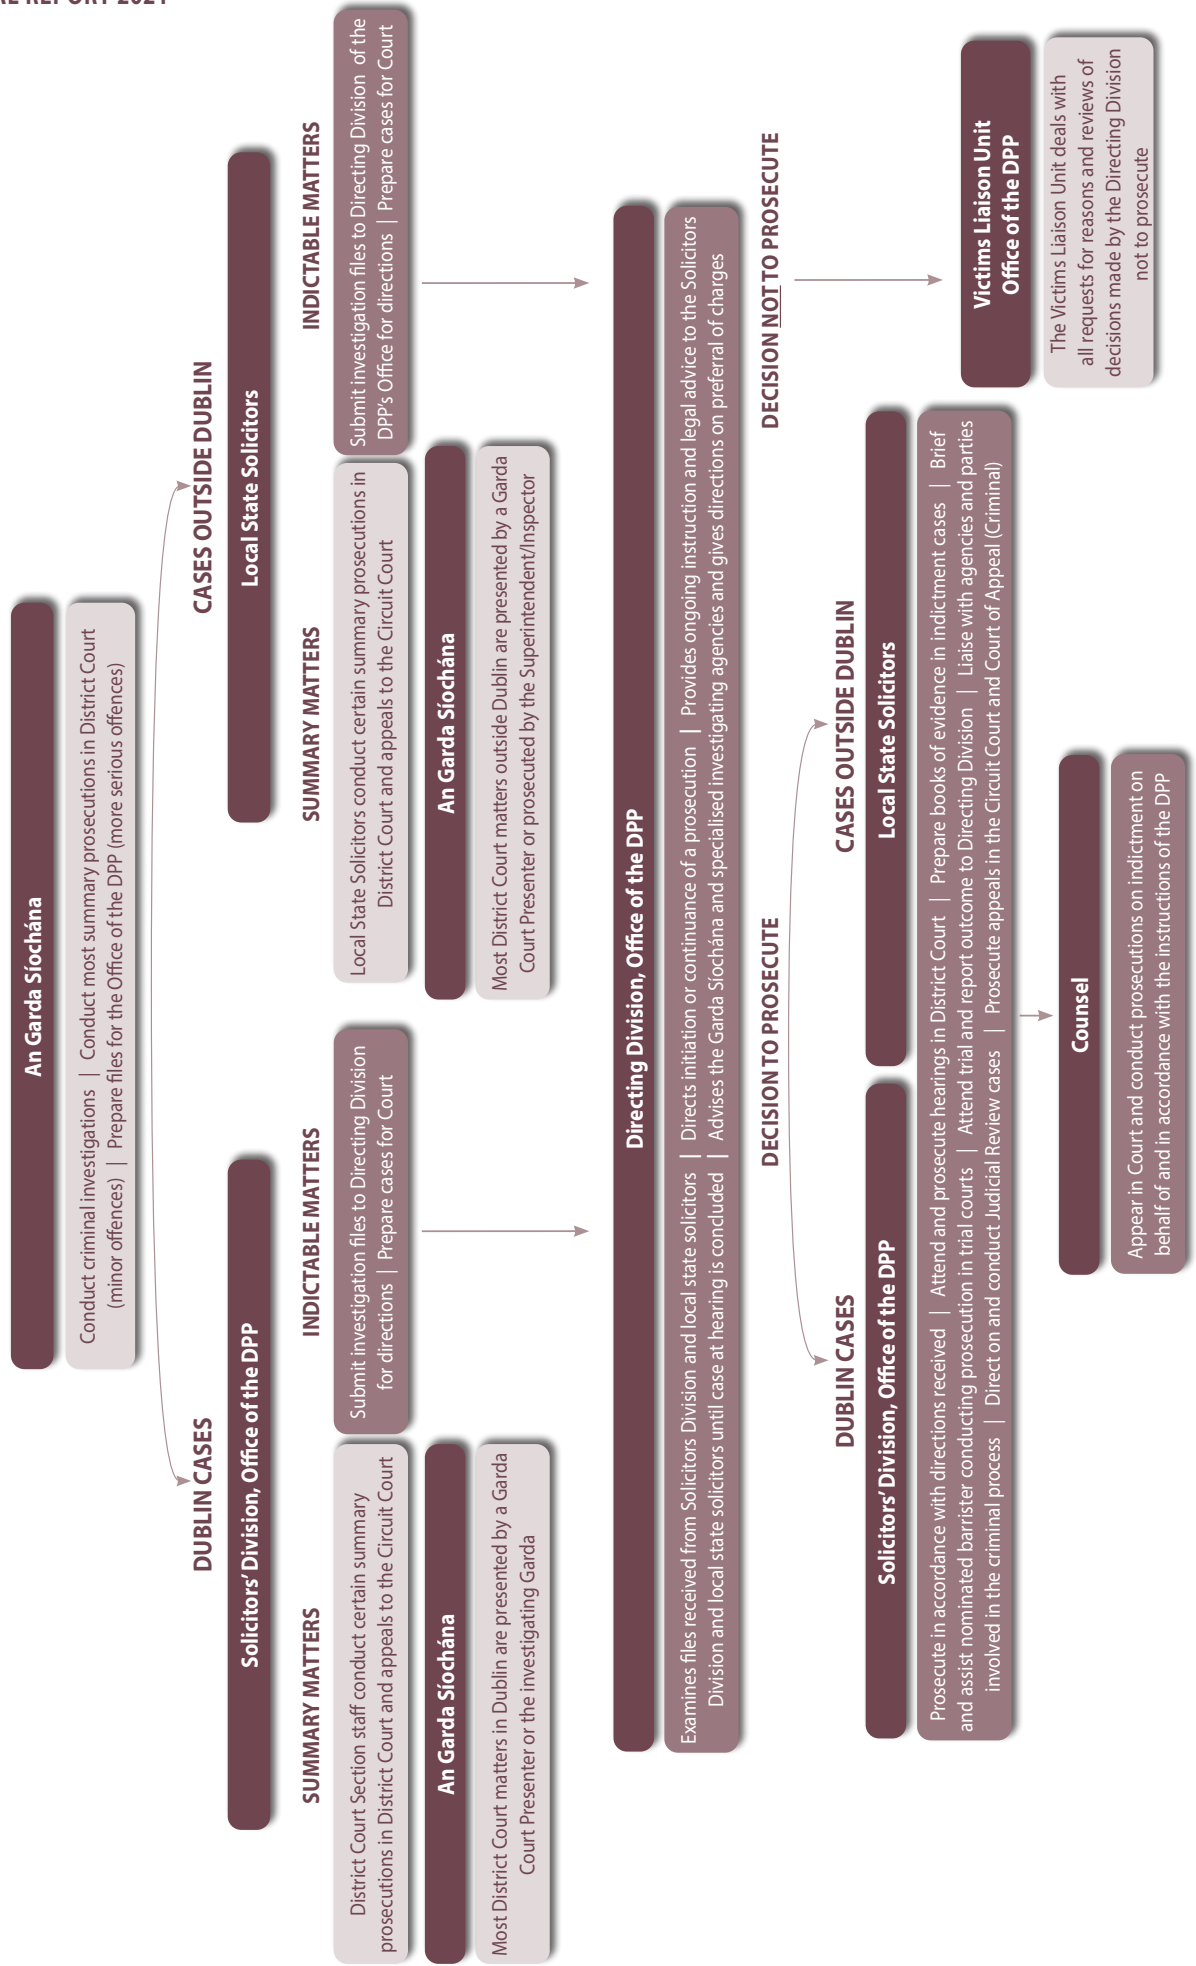 AL REPORT 2021
An Garda Síochána
Conduct criminal investigations | Conduct most summary prosecutions in District Court
(minor offences) | Prepare files for the Office of the DPP (more serious offences)
DUBLIN CASES
CASES OUTSIDE DUBLIN
Solicitors’ Division, Office of the DPP
Local State Solicitors
SUMMARY MATTERS
INDICTABLE MATTERS
SUMMARY MATTERS
INDICTABLE MATTERS
District Court Section staff conduct certain summary
prosecutions in District Court and appeals to the Circuit Court
Submit investigation files to Directing Division
for directions | Prepare cases for Court
Local State Solicitors conduct certain summary prosecutions in
District Court and appeals to the Circuit Court
Submit investigation files to Directing Division of the
DPP’s Office for directions | Prepare cases for Court
An Garda Síochána
An Garda Síochána
Most District Court matters in Dublin are presented by a Garda
Court Presenter or the investigating Garda
Most District Court matters outside Dublin are presented by a Garda
Court Presenter or prosecuted by the Superintendent/Inspector
Directing Division, Office of the DPP
Examines files received from Solicitors Division and local state solicitors | Directs initiation or continuance of a prosecution | Provides ongoing instruction and legal advice to the Solicitors
Division and local state solicitors until case at hearing is concluded | Advises the Garda Síochána and specialised investigating agencies and gives directions on preferral of charges
DECISION TO PROSECUTE
DECISION NOT TO PROSECUTE
DUBLIN CASES
CASES OUTSIDE DUBLIN
Solicitors’ Division, Office of the DPP
Local State Solicitors
Prosecute in accordance with directions received | Attend and prosecute hearings in District Court | Prepare books of evidence in indictment cases | Brief
and assist nominated barrister conducting prosecution in trial courts | Attend trial and report outcome to Directing Division | Liaise with agencies and parties
involved in the criminal process | Direct on and conduct Judicial Review cases | Prosecute appeals in the Circuit Court and Court of Appeal (Criminal)
Victims Liaison Unit
Office of the DPP
The Victims Liaison Unit deals with
all requests for reasons and reviews of
decisions made by the Directing Division
not to prosecute
Counsel
Appear in Court and conduct prosecutions on indictment on
behalf of and in accordance with the instructions of the DPP